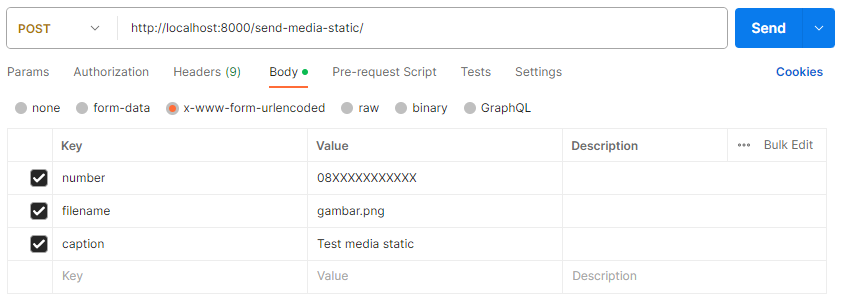 POST http://localhost:8000/send-media-static/ Send
Params Authorization Headers (9) Body Pre-request Script Tests Settings Cookies
none form-data x-www-form-urlencoded raw binary GraphQL
Key Value Description Bulk Edit
number 08XXXXXXXXXXX
filename gambar.png
caption Test media static
Key Value Description